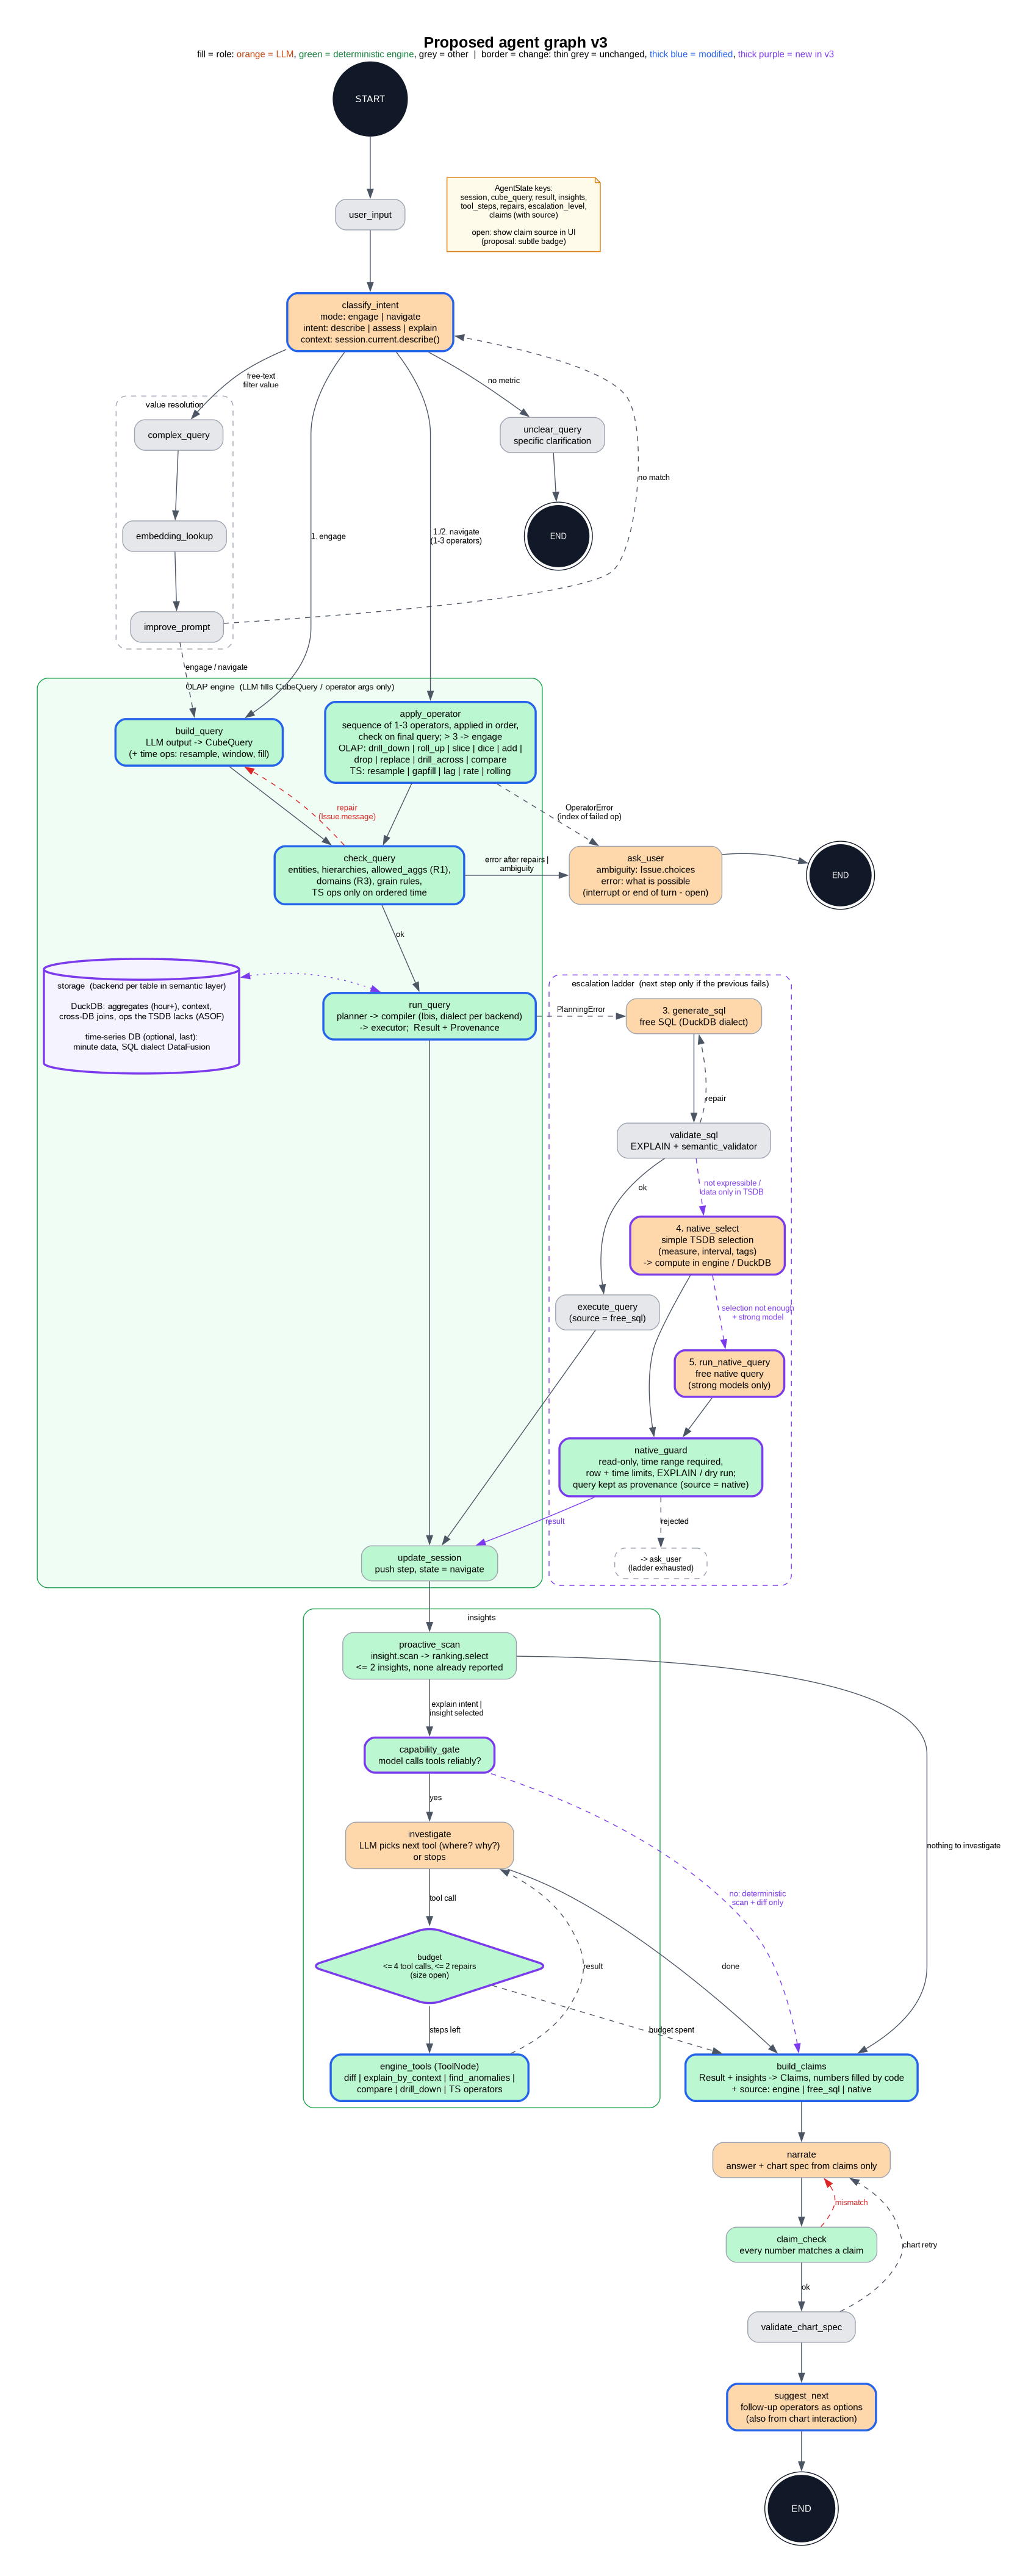 Proposed agent graph v3
fill = role: orange = LLM, green = deterministic engine, grey = other | border = change: thin grey = unchanged, thick blue = modified, thick purple = new in v3
START
AgentState keys:
session, cube_query, result, insights,
tool_steps, repairs, escalation_level,
claims (with source)
open: show claim source in UI
(proposal: subtle badge)
user_input
classify_intent
mode: engage | navigate
intent: describe | assess | explain
context: session.current.describe()
free-text
filter value
no metric
value resolution
complex_query
unclear_query
specific clarification
no match
embedding_lookup
1. engage
1./2. navigate
(1-3 operators)
END
improve_prompt
engage / navigate
OLAP engine (LLM fills CubeQuery / operator args only)
build_query
LLM output -> CubeQuery
(+ time ops: resample, window, fill)
apply_operator
sequence of 1-3 operators, applied in order,
check on final query; > 3 -> engage
OLAP: drill_down | roll_up | slice | dice | add |
drop | replace | drill_across | compare
TS: resample | gapfill | lag | rate | rolling
repair
(Issue.message)
OperatorError
(index of failed op)
check_query
entities, hierarchies, allowed_aggs (R1),
domains (R3), grain rules,
TS ops only on ordered time
error after repairs |
ambiguity
ask_user
ambiguity: Issue.choices
error: what is possible
(interrupt or end of turn - open)
END
ok
storage (backend per table in semantic layer)
DuckDB: aggregates (hour+), context,
cross-DB joins, ops the TSDB lacks (ASOF)
time-series DB (optional, last):
minute data, SQL dialect DataFusion
run_query
planner -> compiler (Ibis, dialect per backend)
-> executor; Result + Provenance
PlanningError
escalation ladder (next step only if the previous fails)
3. generate_sql
free SQL (DuckDB dialect)
repair
validate_sql
EXPLAIN + semantic_validator
ok
not expressible /
data only in TSDB
4. native_select
simple TSDB selection
(measure, interval, tags)
-> compute in engine / DuckDB
execute_query
(source = free_sql)
selection not enough
+ strong model
5. run_native_query
free native query
(strong models only)
native_guard
read-only, time range required,
row + time limits, EXPLAIN / dry run;
query kept as provenance (source = native)
result
rejected
update_session
push step, state = navigate
-> ask_user
(ladder exhausted)
insights
proactive_scan
insight.scan -> ranking.select
<= 2 insights, none already reported
explain intent |
insight selected
capability_gate
model calls tools reliably?
yes
investigate
LLM picks next tool (where? why?)
or stops
nothing to investigate
no: deterministic
scan + diff only
tool call
budget
<= 4 tool calls, <= 2 repairs
(size open)
result
done
steps left
budget spent
engine_tools (ToolNode)
diff | explain_by_context | find_anomalies |
compare | drill_down | TS operators
build_claims
Result + insights -> Claims, numbers filled by code
+ source: engine | free_sql | native
narrate
answer + chart spec from claims only
mismatch
claim_check
every number matches a claim
chart retry
ok
validate_chart_spec
suggest_next
follow-up operators as options
(also from chart interaction)
END